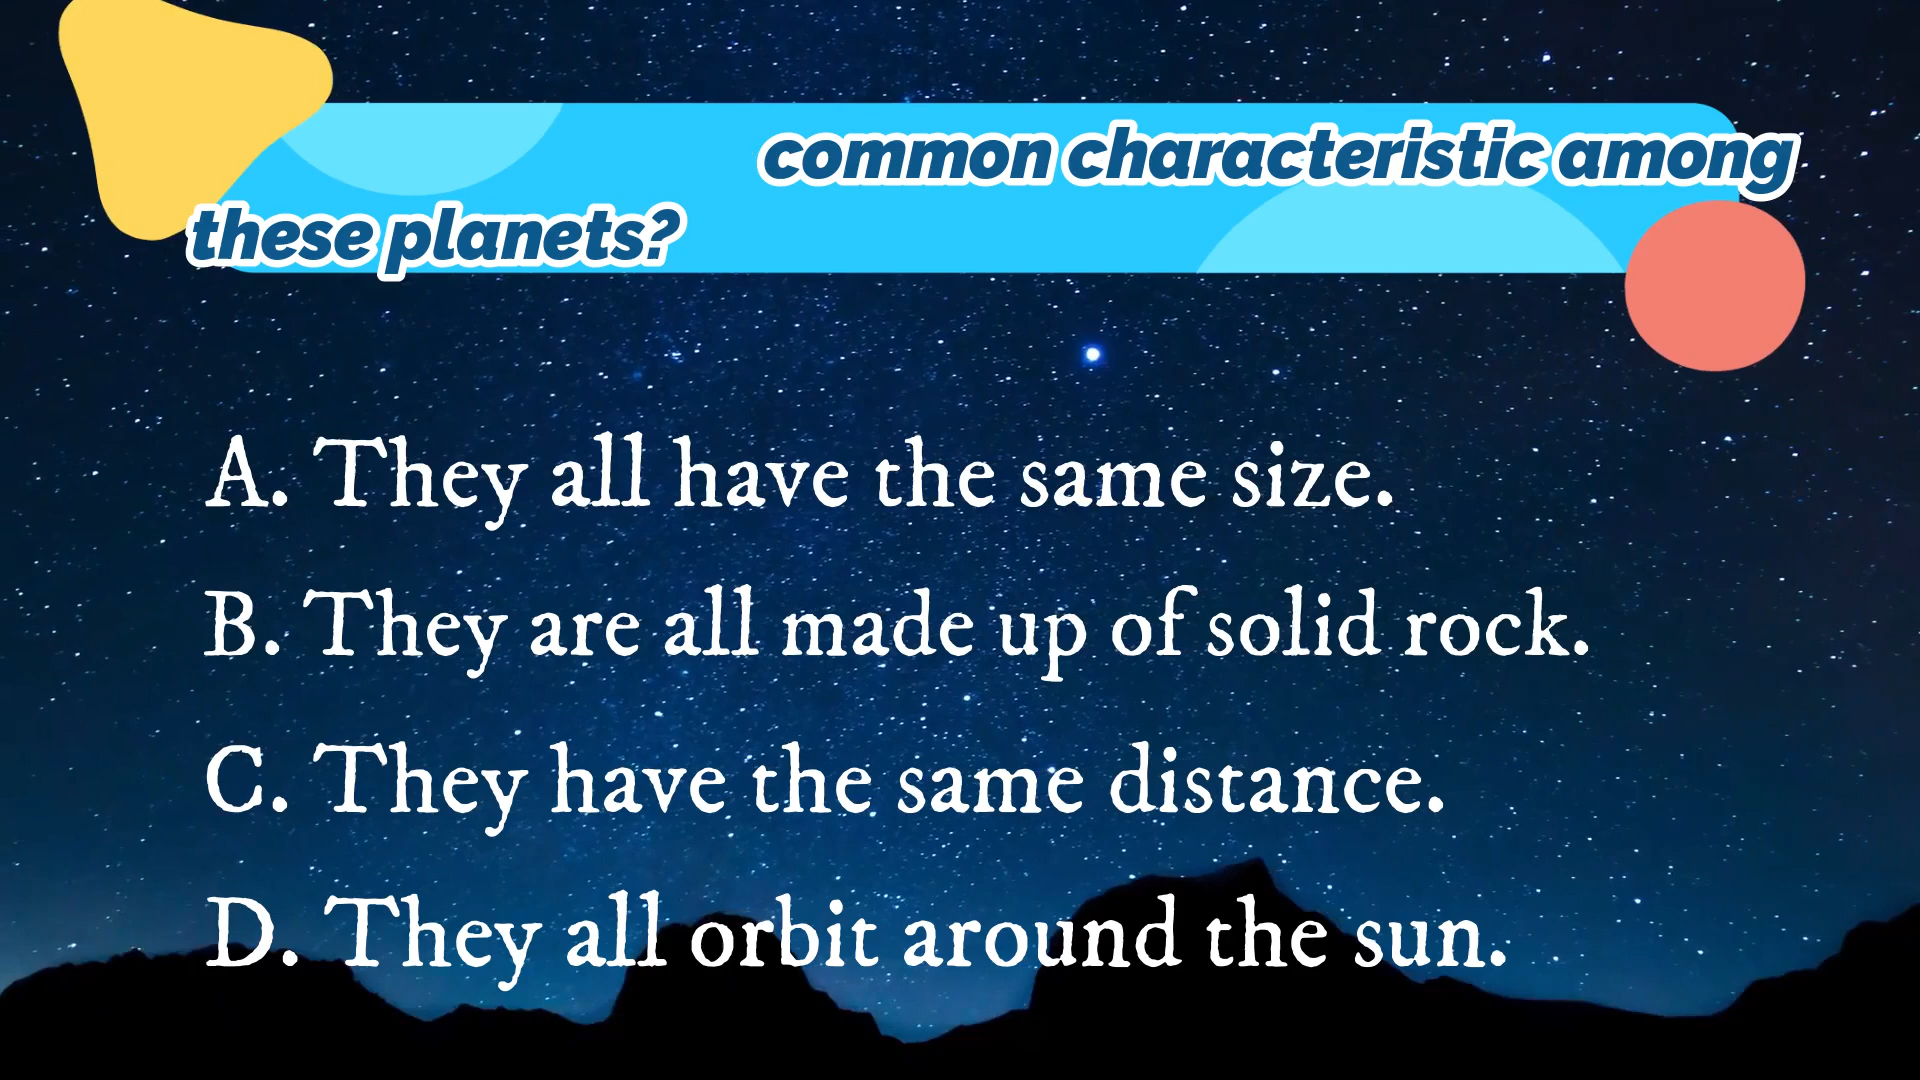 common characteristic among
these planets?
A. They all have the same size.
B. They are all made up of solid rock.
C. They have the same distance.
D. They all orbit around the sun.